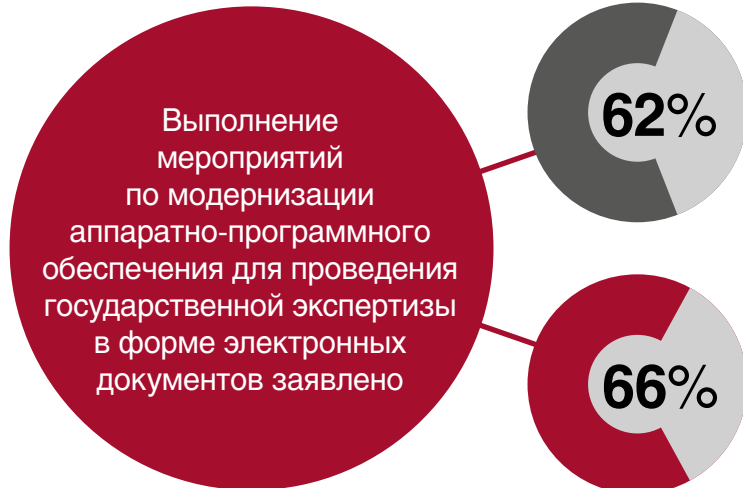 Выполнение
мероприятий
по модернизации
аппаратно-программного
обеспечения для проведения
государственной экспертизы
в форме электронных
документов заявлено
62%
66%